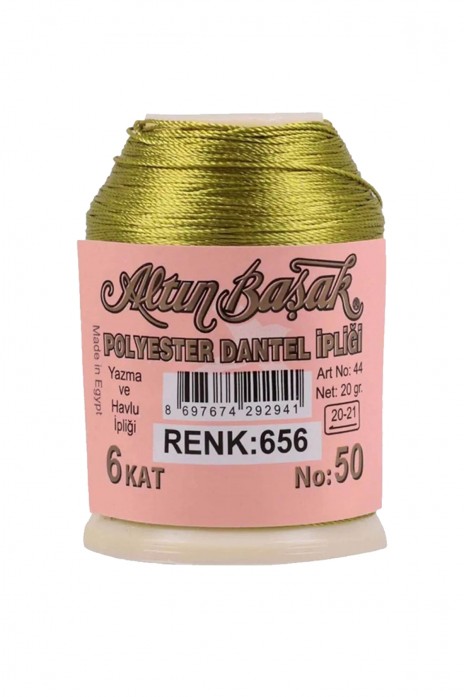 Altın Başak ®
POLYESTER DANTEL İPLİĞİ
Made in Egypt
Yazma
ve
Havlu
İpliği
8 697674 292941
Art No: 44
Net: 20 gr.
20-21
RENK:656
6 KAT
No:50